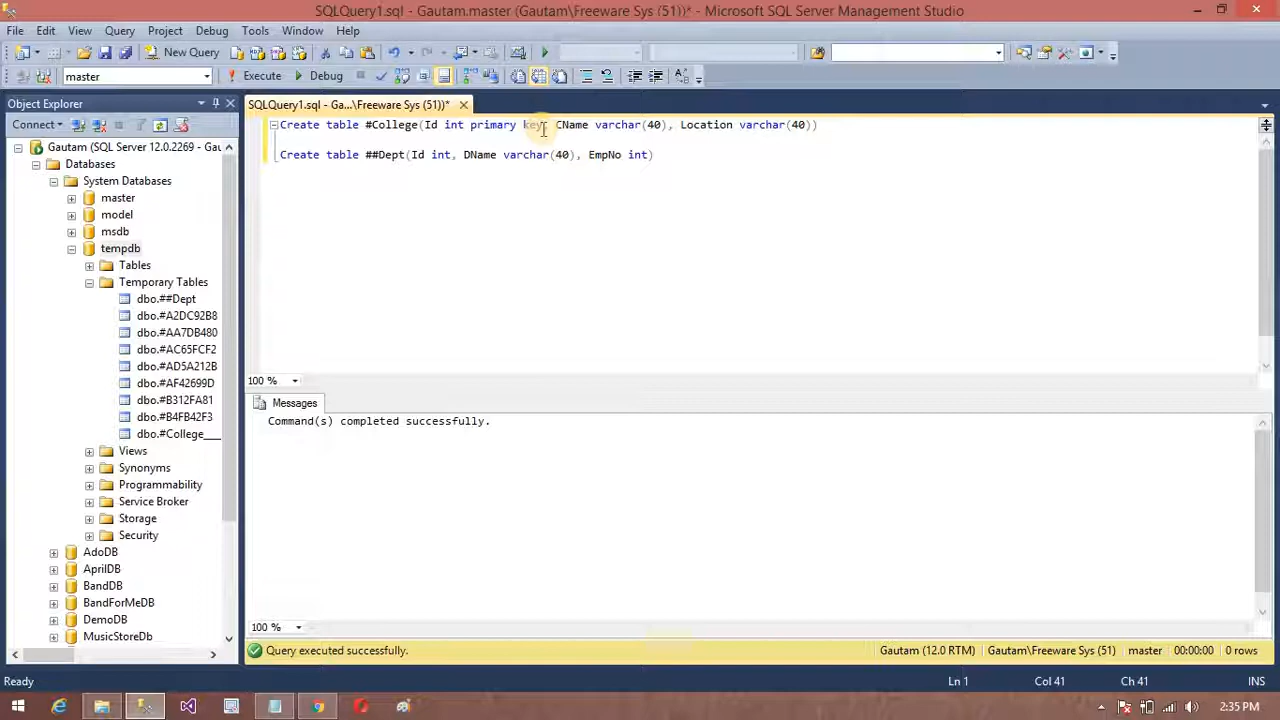 SQLQuery1.sql - Gautam.master (Gautam\Freeware Sys (51))* - Microsoft SQL Server Management Studio
File Edit View Query Project Debug Tools Window Help
New Query
master Execute Debug
Object Explorer
SQLQuery1.sql - Ga...\Freeware Sys (51))*
Connect
Gautam (SQL Server 12.0.2269 - Gau
Databases
System Databases
master
model
msdb
tempdb
Tables
Temporary Tables
dbo.##Dept
dbo.#A2DC92B8
dbo.#AA7DB480
dbo.#AC65FCF2
dbo.#AD5A212B
dbo.#AF42699D
dbo.#B312FA81
dbo.#B4FB42F3
dbo.#College___
Views
Synonyms
Programmability
Service Broker
Storage
Security
AdoDB
AprilDB
BandDB
BandForMeDB
DemoDB
MusicStoreDb
Create table #College(Id int primary key, CName varchar(40), Location varchar(40))
Create table ##Dept(Id int, DName varchar(40), EmpNo int)
100 %
Messages
Command(s) completed successfully.
100 %
Query executed successfully. Gautam (12.0 RTM) Gautam\Freeware Sys (51) master 00:00:00 0 rows
Ready Ln 1 Col 41 Ch 41 INS
2:35 PM